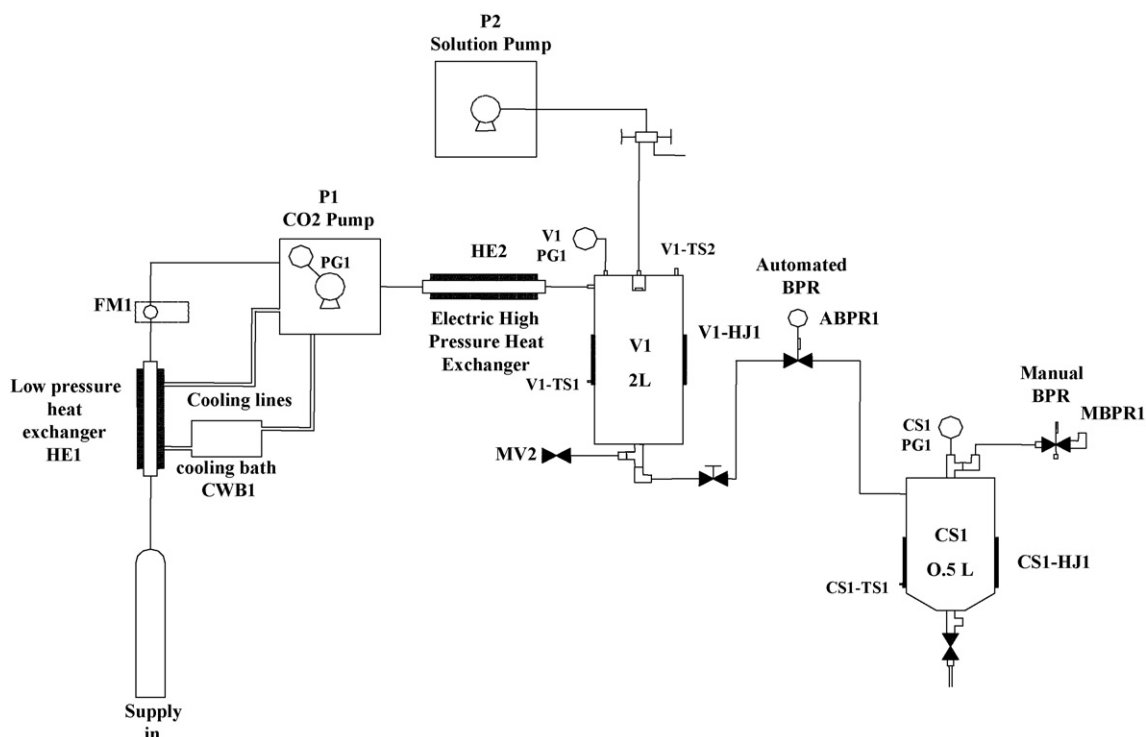 P2
Solution Pump
P1
CO2 Pump
PG1
HE2
V1
PG1
V1-TS2
Automated
BPR
ABPR1
FM1
Electric High
Pressure Heat
Exchanger
V1-HJ1
V1
2L
V1-TS1
Low pressure
heat
exchanger
HE1
Cooling lines
cooling bath
CWB1
MV2
Manual
BPR
MBPR1
CS1
PG1
CS1
O.5 L
CS1-HJ1
CS1-TS1
Supply
in